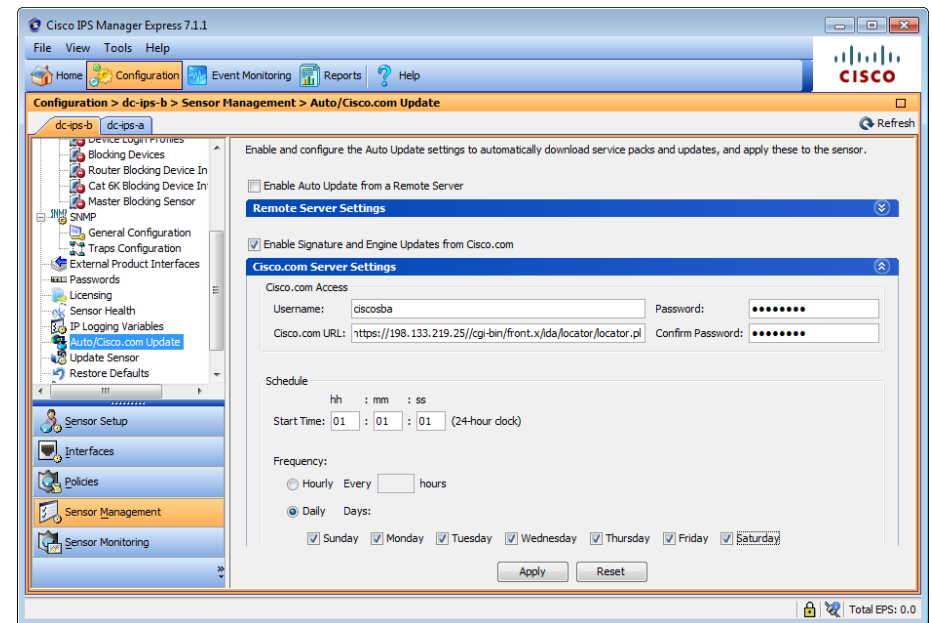 Cisco IPS Manager Express 7.1.1
File View Tools Help
Home Configuration Event Monitoring Reports Help
CISCO
Configuration > dc-ips-b > Sensor Management > Auto/Cisco.com Update
dc-ips-b dc-ips-a
Refresh
Device Login Profiles
Blocking Devices
Router Blocking Device In
Cat 6K Blocking Device In
Master Blocking Sensor
SNMP
General Configuration
Traps Configuration
External Product Interfaces
Passwords
Licensing
Sensor Health
IP Logging Variables
Auto/Cisco.com Update
Update Sensor
Restore Defaults
Sensor Setup
Interfaces
Policies
Sensor Management
Sensor Monitoring
Enable and configure the Auto Update settings to automatically download service packs and updates, and apply these to the sensor.
Enable Auto Update from a Remote Server
Remote Server Settings
Enable Signature and Engine Updates from Cisco.com
Cisco.com Server Settings
Cisco.com Access
Username: ciscosba Password: ••••••••
Cisco.com URL: https://198.133.219.25//cgi-bin/front.x/ida/locator/locator.pl Confirm Password: ••••••••
Schedule
hh : mm : ss
Start Time: 01 : 01 : 01 (24-hour clock)
Frequency:
Hourly Every hours
Daily Days:
Sunday Monday Tuesday Wednesday Thursday Friday Saturday
Apply Reset
Total EPS: 0.0